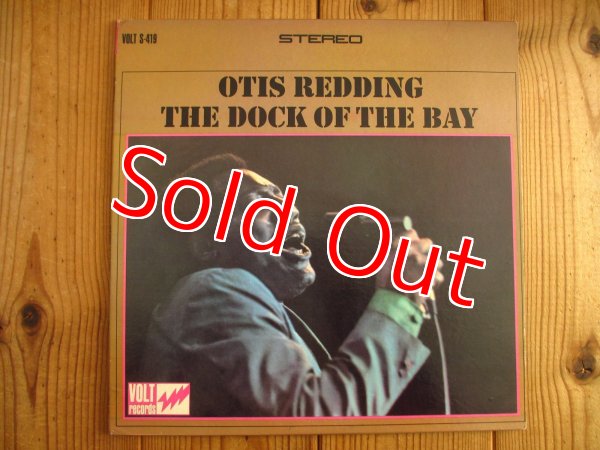 VOLT S-419
STEREO
OTIS REDDING
THE DOCK OF THE BAY
Sold Out
VOLT
records